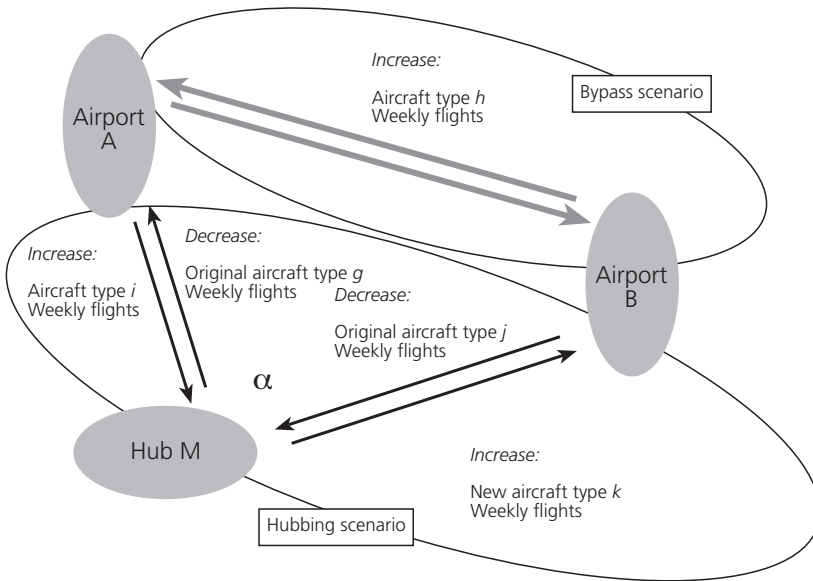 Increase:
Aircraft type h
Weekly flights
Bypass scenario
Airport
A
Increase:
Aircraft type i
Weekly flights
Decrease:
Original aircraft type g
Weekly flights
Decrease:
Original aircraft type j
Weekly flights
Airport
B
α
Hub M
Increase:
New aircraft type k
Weekly flights
Hubbing scenario